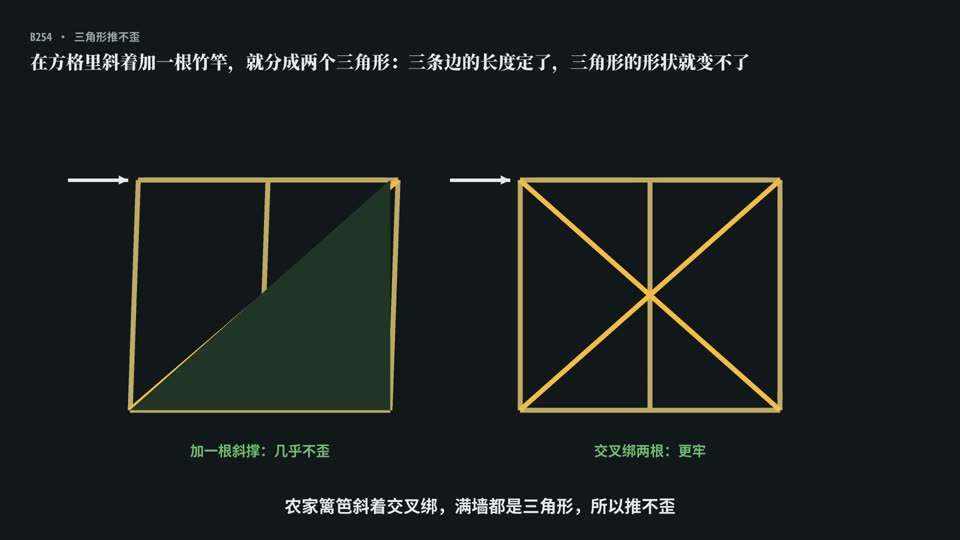 B254 · 三角形推不歪
在方格里斜着加一根竹竿，就分成两个三角形：三条边的长度定了，三角形的形状就变不了
加一根斜撑：几乎不歪
交叉绑两根：更牢
农家篱笆斜着交叉绑，满墙都是三角形，所以推不歪